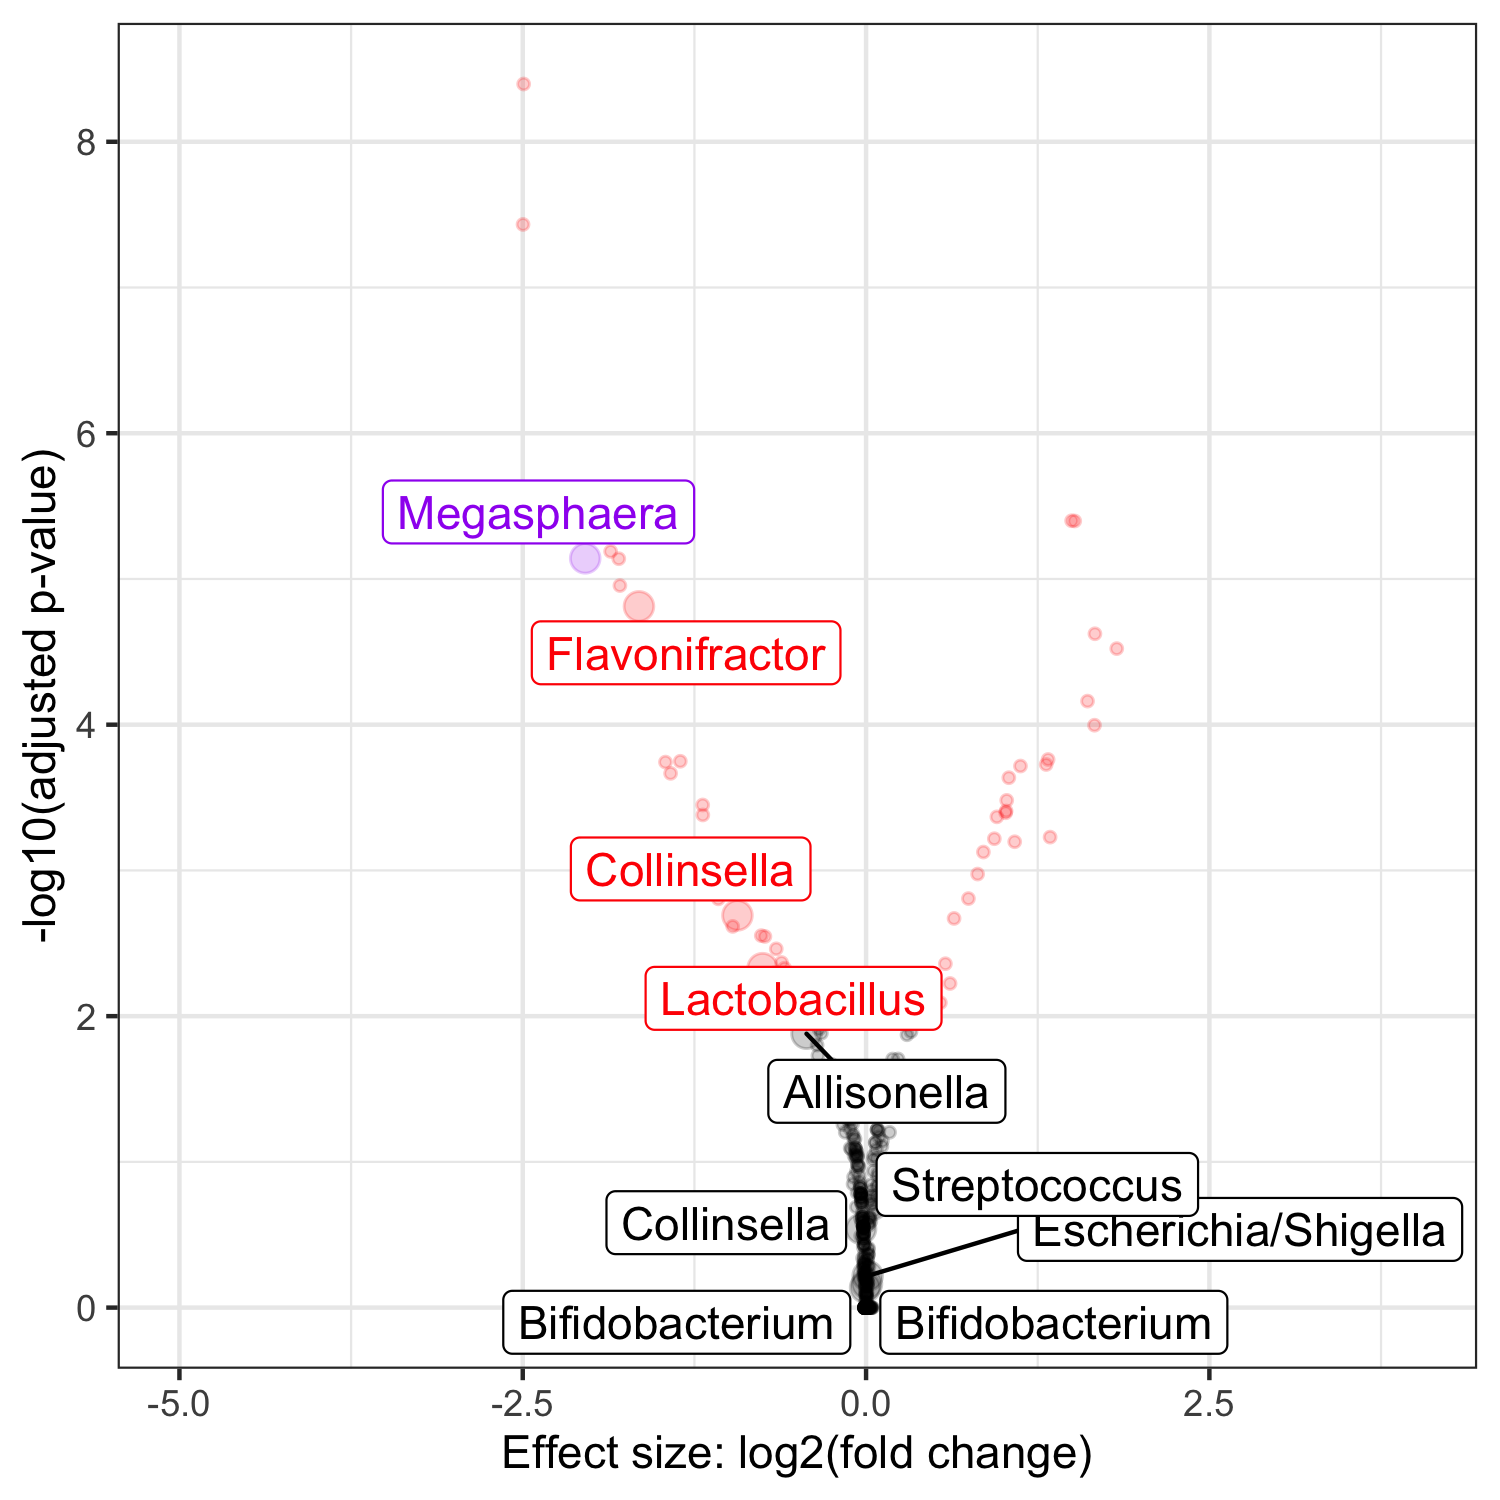 8
6
4
2
0
-log10(adjusted p-value)
Megasphaera
Flavonifractor
Collinsella
Lactobacillus
Allisonella
Streptococcus
Collinsella
Escherichia/Shigella
Bifidobacterium
Bifidobacterium
-5.0
-2.5
0.0
2.5
Effect size: log2(fold change)